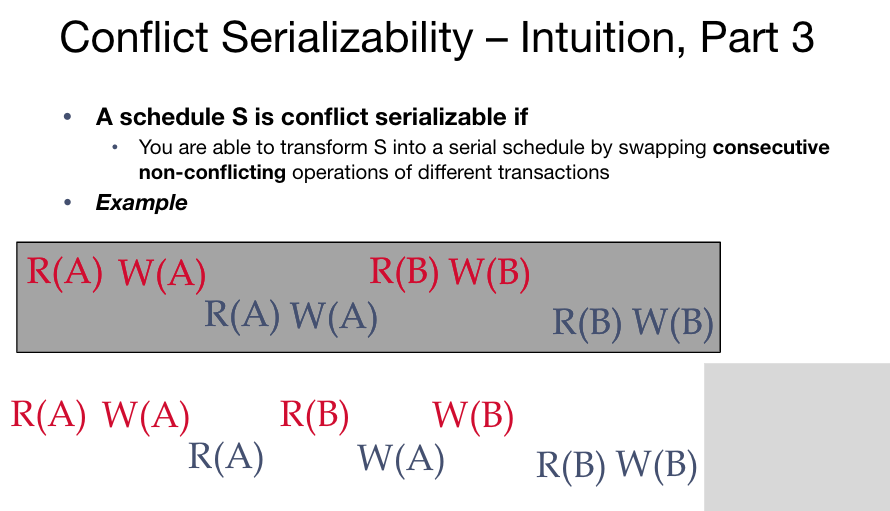 Conflict Serializability – Intuition, Part 3
• A schedule S is conflict serializable if
• You are able to transform S into a serial schedule by swapping consecutive
non-conflicting operations of different transactions
• Example
R(A) W(A) R(B) W(B)
R(A) W(A) R(B) W(B)
R(A) W(A) R(B) W(B)
R(A) W(A) R(B) W(B)